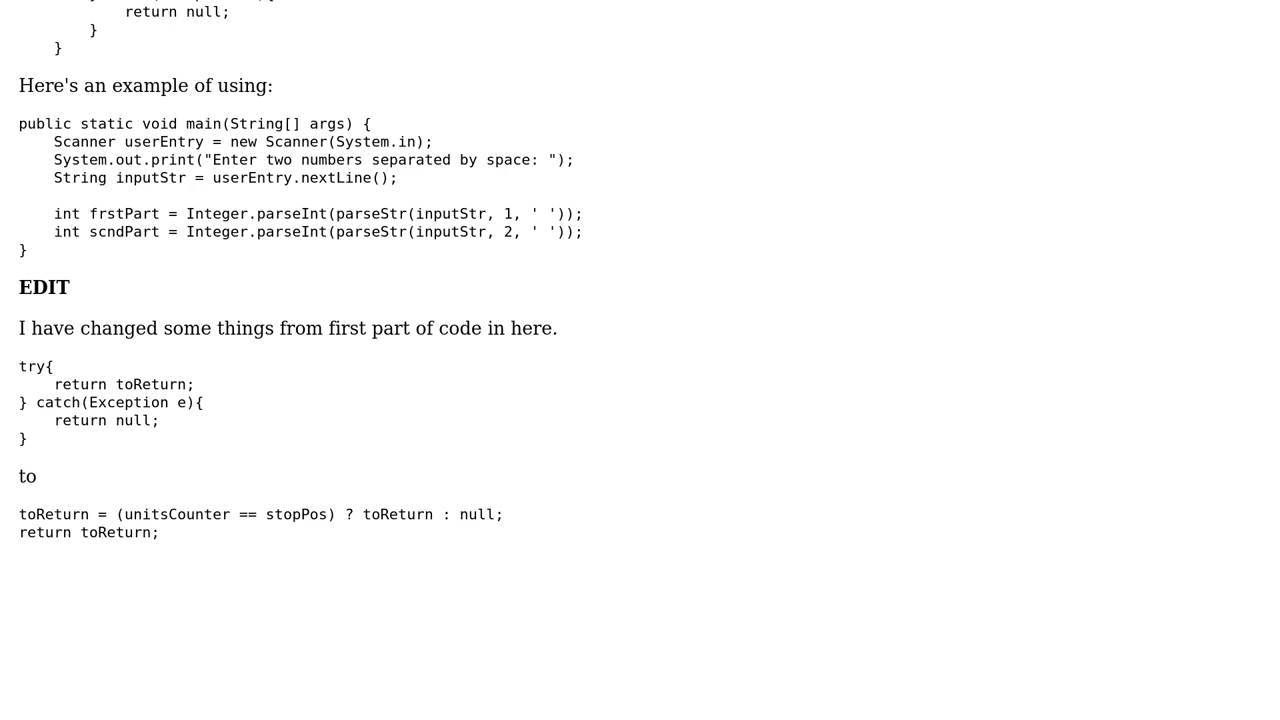 return null;
        }
    }
Here's an example of using:
public static void main(String[] args) {
    Scanner userEntry = new Scanner(System.in);
    System.out.print("Enter two numbers separated by space: ");
    String inputStr = userEntry.nextLine();
    int frstPart = Integer.parseInt(parseStr(inputStr, 1, ' '));
    int scndPart = Integer.parseInt(parseStr(inputStr, 2, ' '));
}
EDIT
I have changed some things from first part of code in here.
try{
    return toReturn;
} catch(Exception e){
    return null;
}
to
toReturn = (unitsCounter == stopPos) ? toReturn : null;
return toReturn;